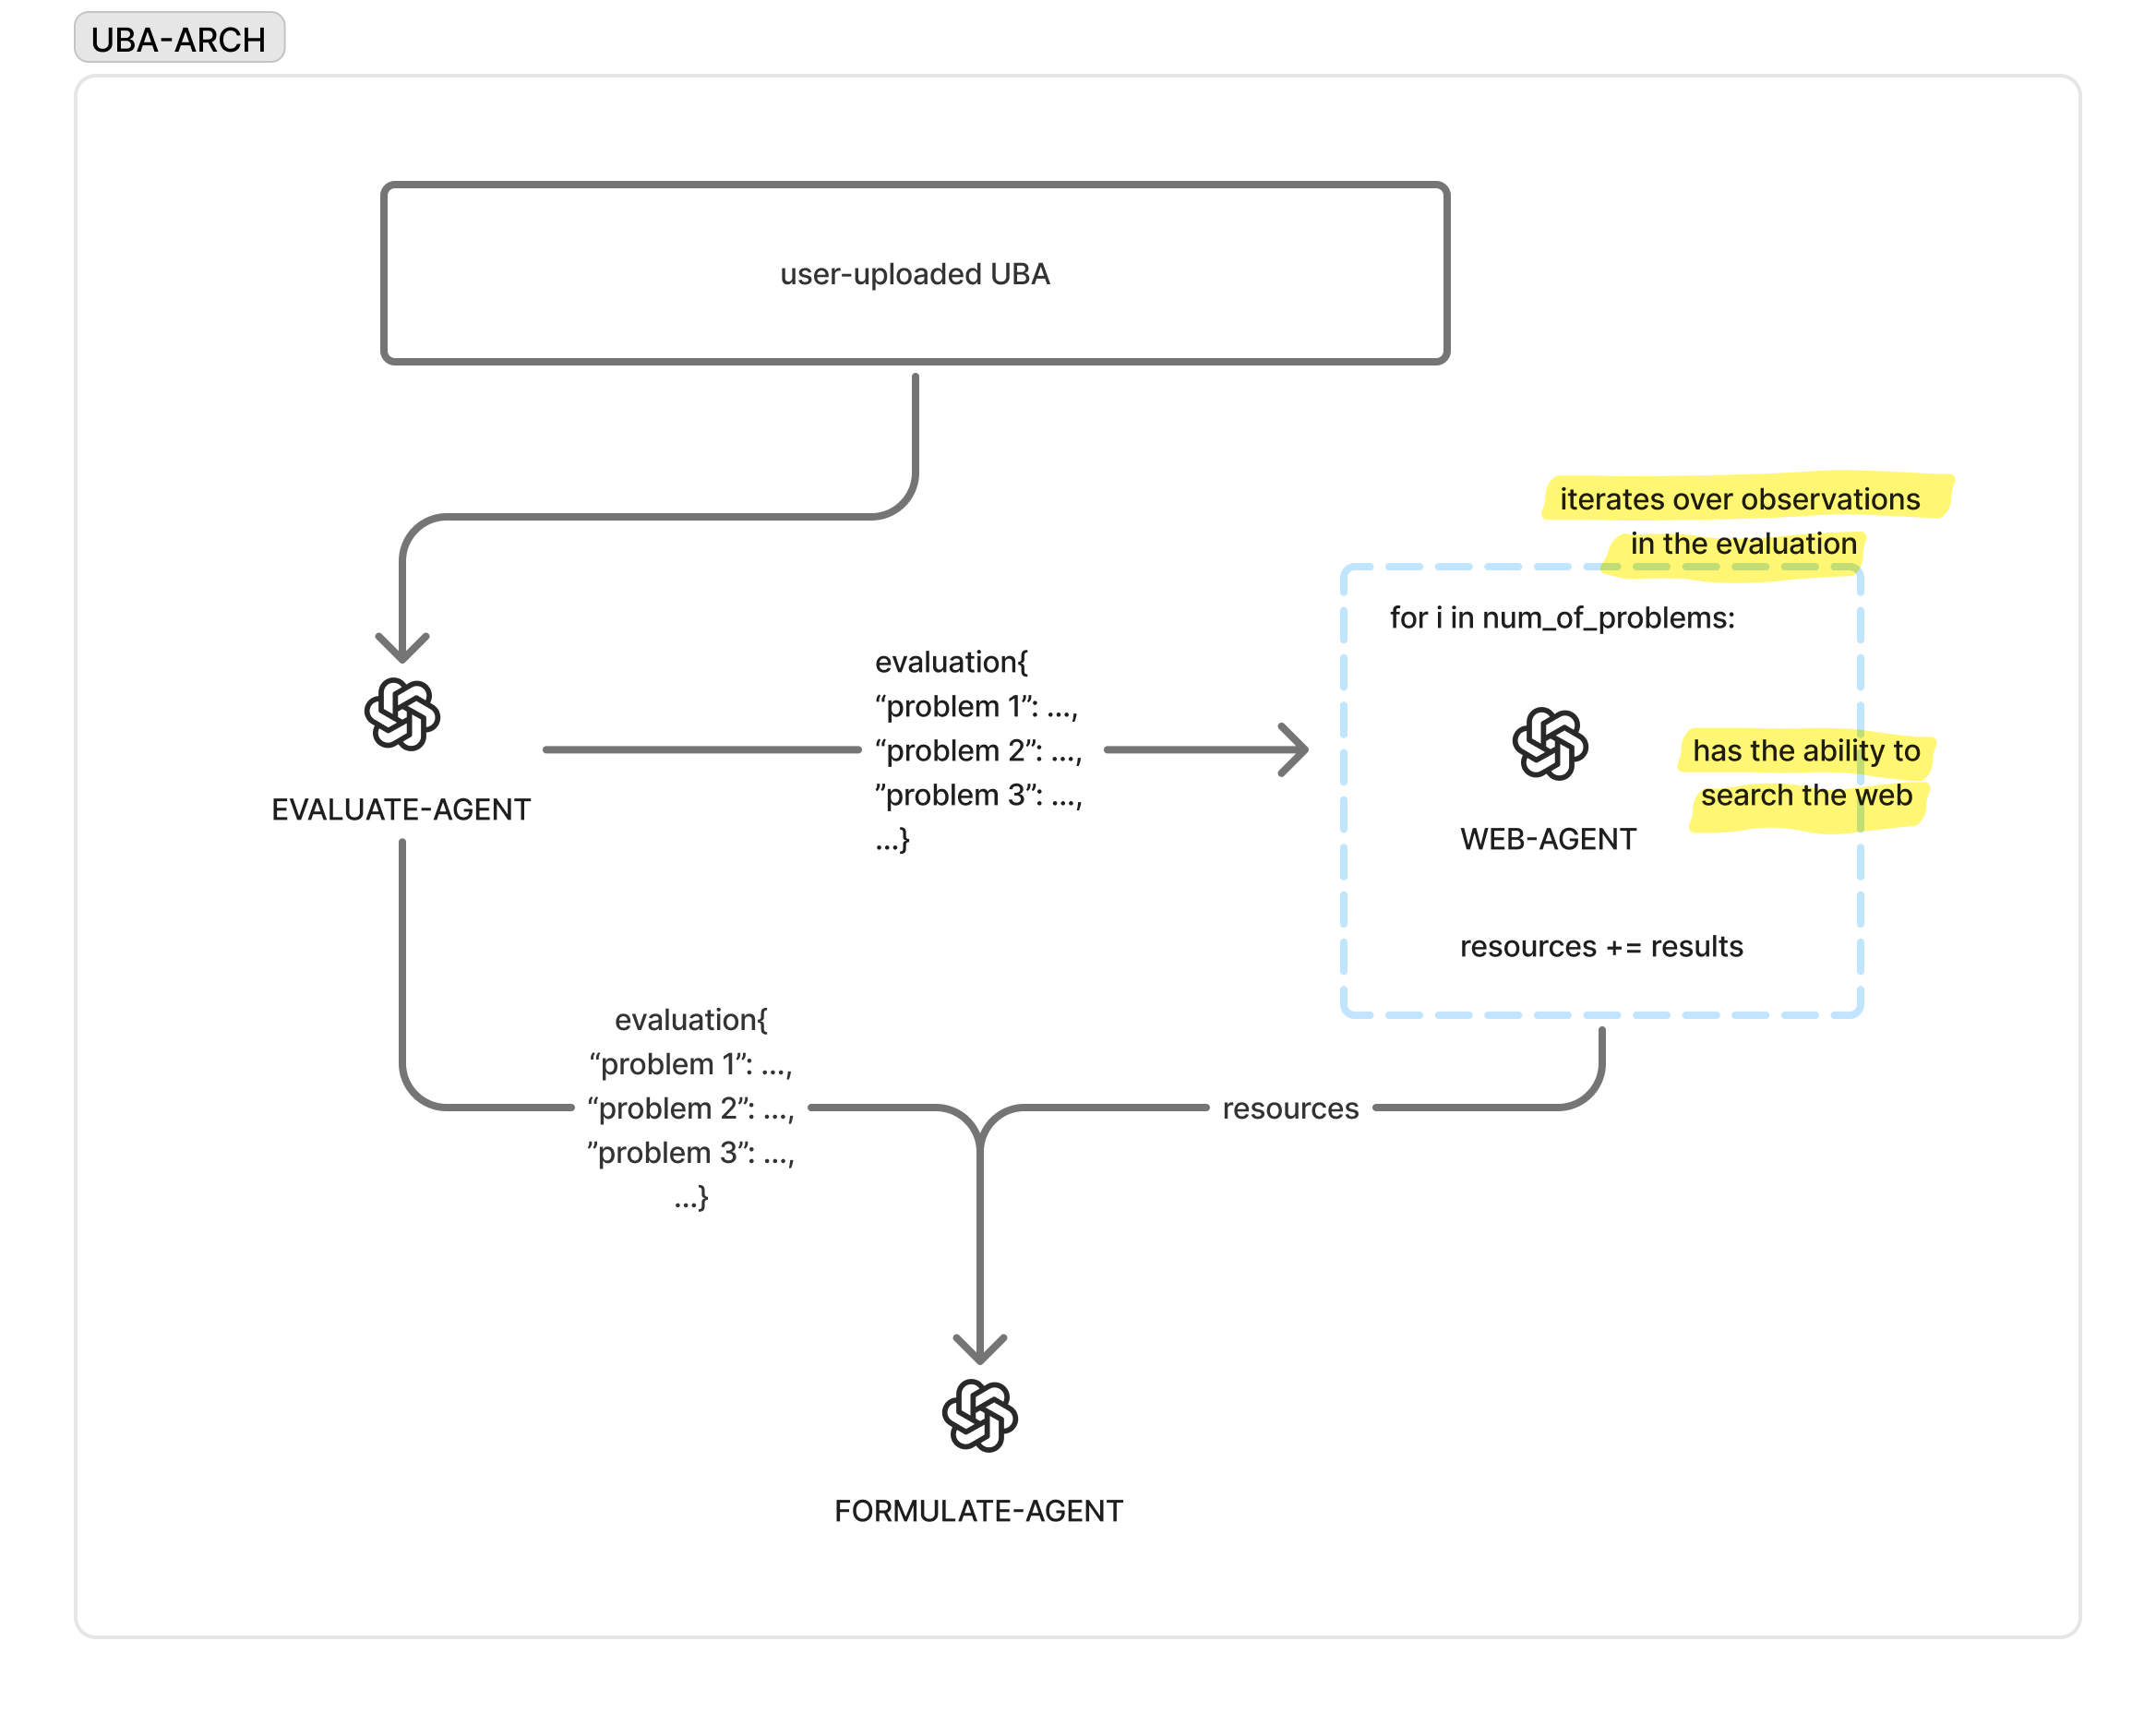 UBA-ARCH
user-uploaded UBA
iterates over observations
in the evaluation
for i in num_of_problems:
evaluation{
“problem 1”: ...,
“problem 2”: ...,
”problem 3”: ...,
...}
has the ability to
search the web
EVALUATE-AGENT
WEB-AGENT
resources += results
evaluation{
“problem 1”: ...,
“problem 2”: ...,
”problem 3”: ...,
...}
resources
FORMULATE-AGENT